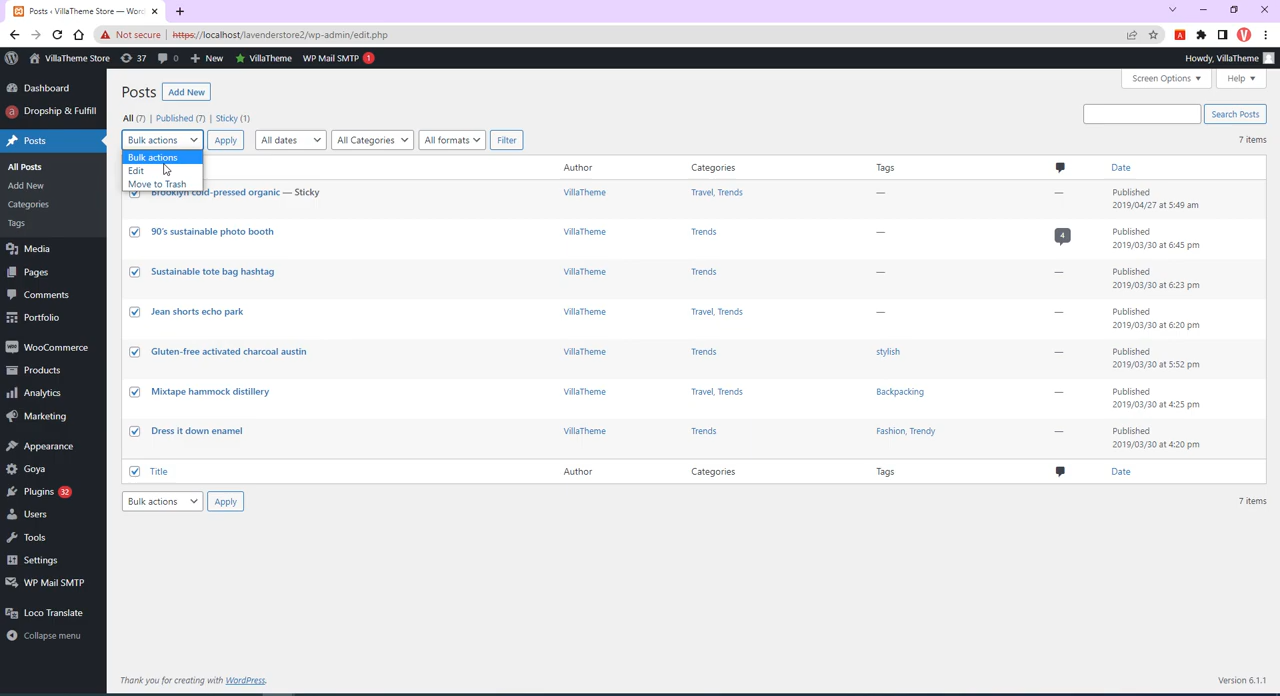 Posts ‹ VillaTheme Store — Wor
Not secure
https://localhost/lavenderstore2/wp-admin/edit.php
VillaTheme Store 37 0 New VillaTheme WP Mail SMTP 1 Howdy, VillaTheme
Dashboard
Dropship & Fulfill
Posts
All Posts
Add New
Categories
Tags
Media
Pages
Comments
Portfolio
WooCommerce
Products
Analytics
Marketing
Appearance
Goya
Plugins 32
Users
Tools
Settings
WP Mail SMTP
Loco Translate
Collapse menu
Screen Options Help
Posts Add New
All (7) | Published (7) | Sticky (1)
Search Posts
Bulk actions Apply All dates All Categories All formats Filter 7 items
Bulk actions
Edit
Move to Trash
Author Categories Tags Date
Brooklyn cold-pressed organic — Sticky VillaTheme Travel, Trends — — Published
2019/04/27 at 5:49 am
90's sustainable photo booth VillaTheme Trends — 4 Published
2019/03/30 at 6:45 pm
Sustainable tote bag hashtag VillaTheme Trends — — Published
2019/03/30 at 6:23 pm
Jean shorts echo park VillaTheme Travel, Trends — — Published
2019/03/30 at 6:20 pm
Gluten-free activated charcoal austin VillaTheme Trends stylish — Published
2019/03/30 at 5:52 pm
Mixtape hammock distillery VillaTheme Travel, Trends Backpacking — Published
2019/03/30 at 4:25 pm
Dress it down enamel VillaTheme Trends Fashion, Trendy — Published
2019/03/30 at 4:20 pm
Title Author Categories Tags Date
Bulk actions Apply 7 items
Thank you for creating with WordPress.
Version 6.1.1